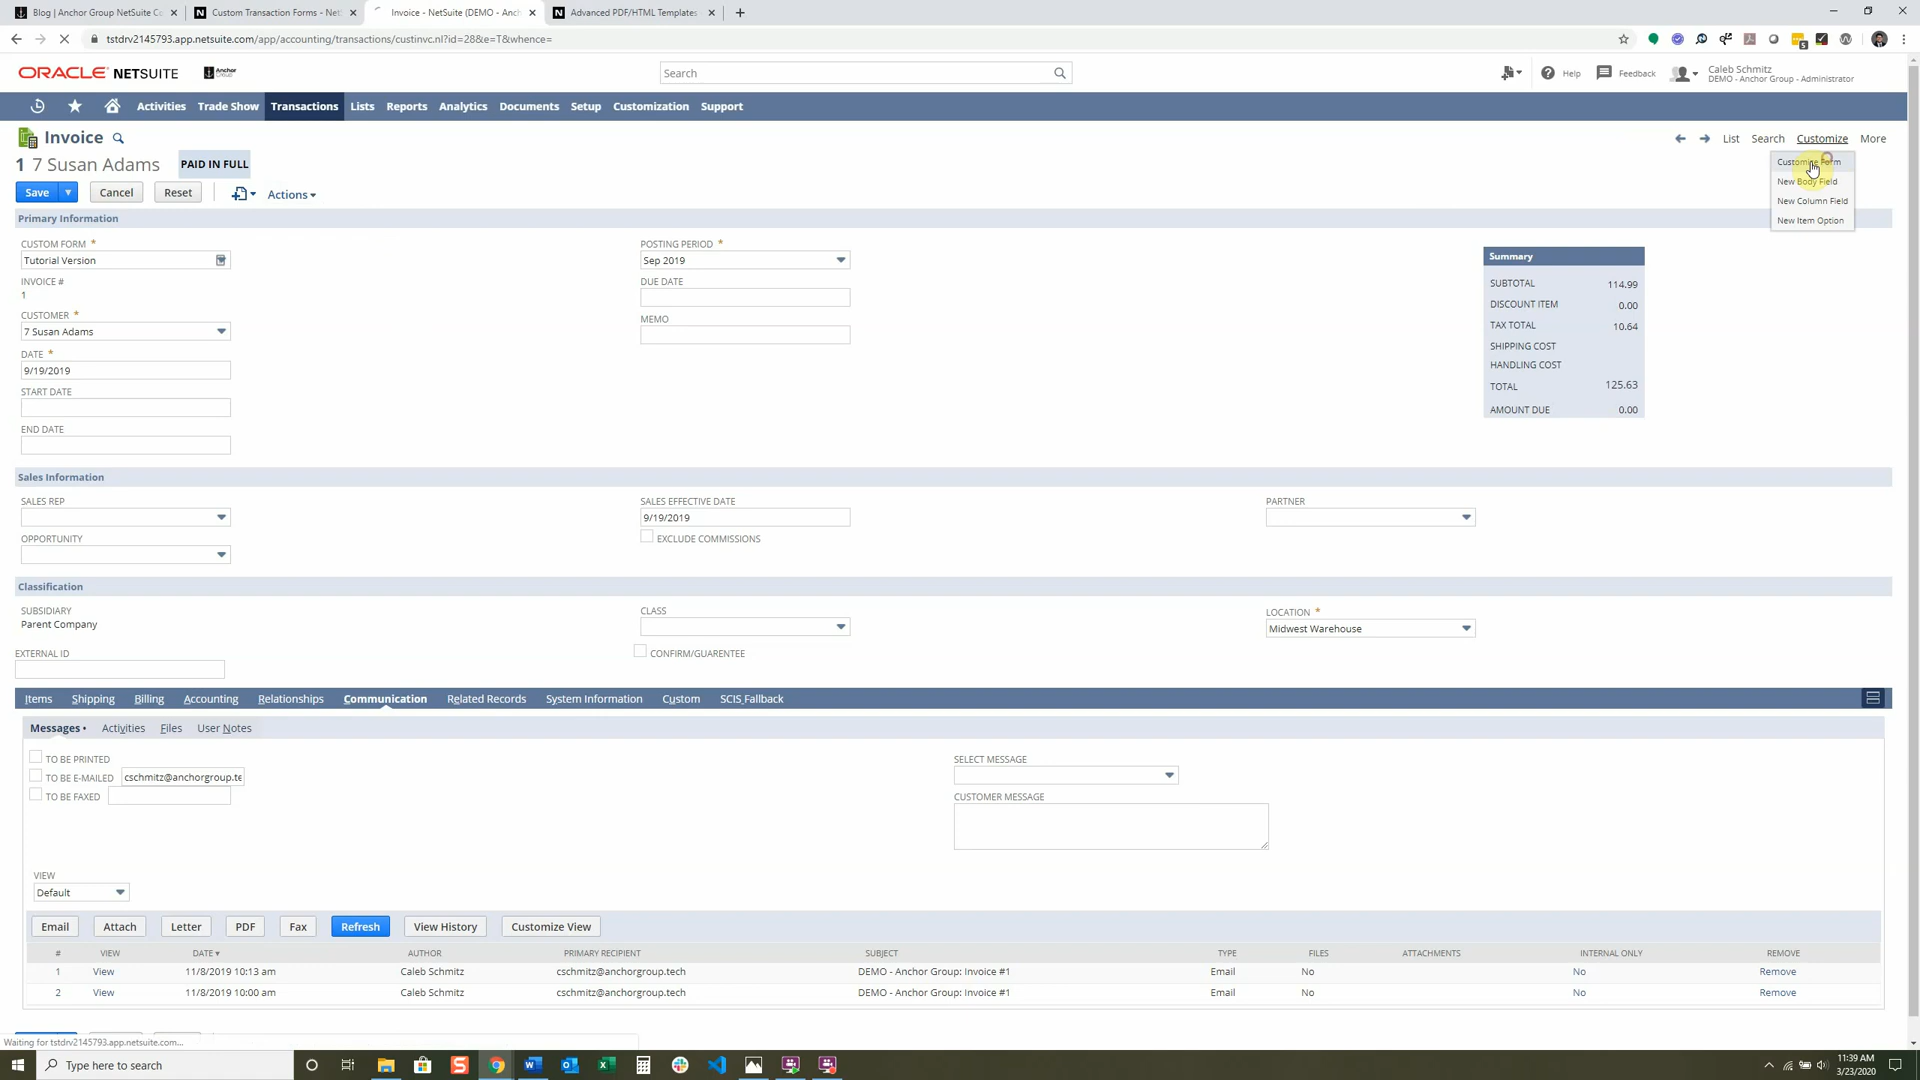 Blog | Anchor Group NetSuite Co
Custom Transaction Forms - Net
Invoice - NetSuite (DEMO - Anch
Advanced PDF/HTML Templates
tstdrv2145793.app.netsuite.com/app/accounting/transactions/custinvc.nl?id=28&e=T&whence=
ORACLE NETSUITE
Anchor Group
Search
Help
Feedback
Caleb Schmitz
DEMO - Anchor Group - Administrator
Activities Trade Show Transactions Lists Reports Analytics Documents Setup Customization Support
Invoice
List Search Customize More
1 7 Susan Adams PAID IN FULL
Customize Form
New Body Field
New Column Field
New Item Option
Save Cancel Reset Actions
Primary Information
CUSTOM FORM *
Tutorial Version
INVOICE #
1
CUSTOMER *
7 Susan Adams
DATE *
9/19/2019
START DATE
END DATE
POSTING PERIOD *
Sep 2019
DUE DATE
MEMO
Summary
SUBTOTAL 114.99
DISCOUNT ITEM 0.00
TAX TOTAL 10.64
SHIPPING COST
HANDLING COST
TOTAL 125.63
AMOUNT DUE 0.00
Sales Information
SALES REP
OPPORTUNITY
SALES EFFECTIVE DATE
9/19/2019
EXCLUDE COMMISSIONS
PARTNER
Classification
SUBSIDIARY
Parent Company
CLASS
CONFIRM/GUARENTEE
LOCATION *
Midwest Warehouse
EXTERNAL ID
Items Shipping Billing Accounting Relationships Communication Related Records System Information Custom SCIS Fallback
Messages • Activities Files User Notes
TO BE PRINTED
TO BE E-MAILED cschmitz@anchorgroup.te
TO BE FAXED
SELECT MESSAGE
CUSTOMER MESSAGE
VIEW
Default
Email Attach Letter PDF Fax Refresh View History Customize View
# VIEW DATE AUTHOR PRIMARY RECIPIENT SUBJECT TYPE FILES ATTACHMENTS INTERNAL ONLY REMOVE
1 View 11/8/2019 10:13 am Caleb Schmitz cschmitz@anchorgroup.tech DEMO - Anchor Group: Invoice #1 Email No No Remove
2 View 11/8/2019 10:00 am Caleb Schmitz cschmitz@anchorgroup.tech DEMO - Anchor Group: Invoice #1 Email No No Remove
Waiting for tstdrv2145793.app.netsuite.com...
Type here to search
11:39 AM
3/23/2020